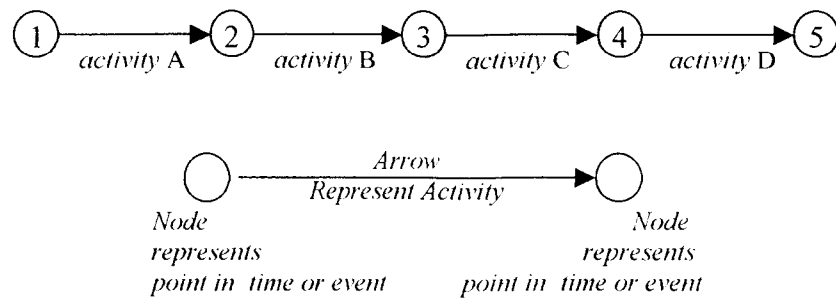 1 2 3 4 5
activity A activity B activity C activity D
Arrow
Represent Activity
Node Node
represents represents
point in time or event point in time or event